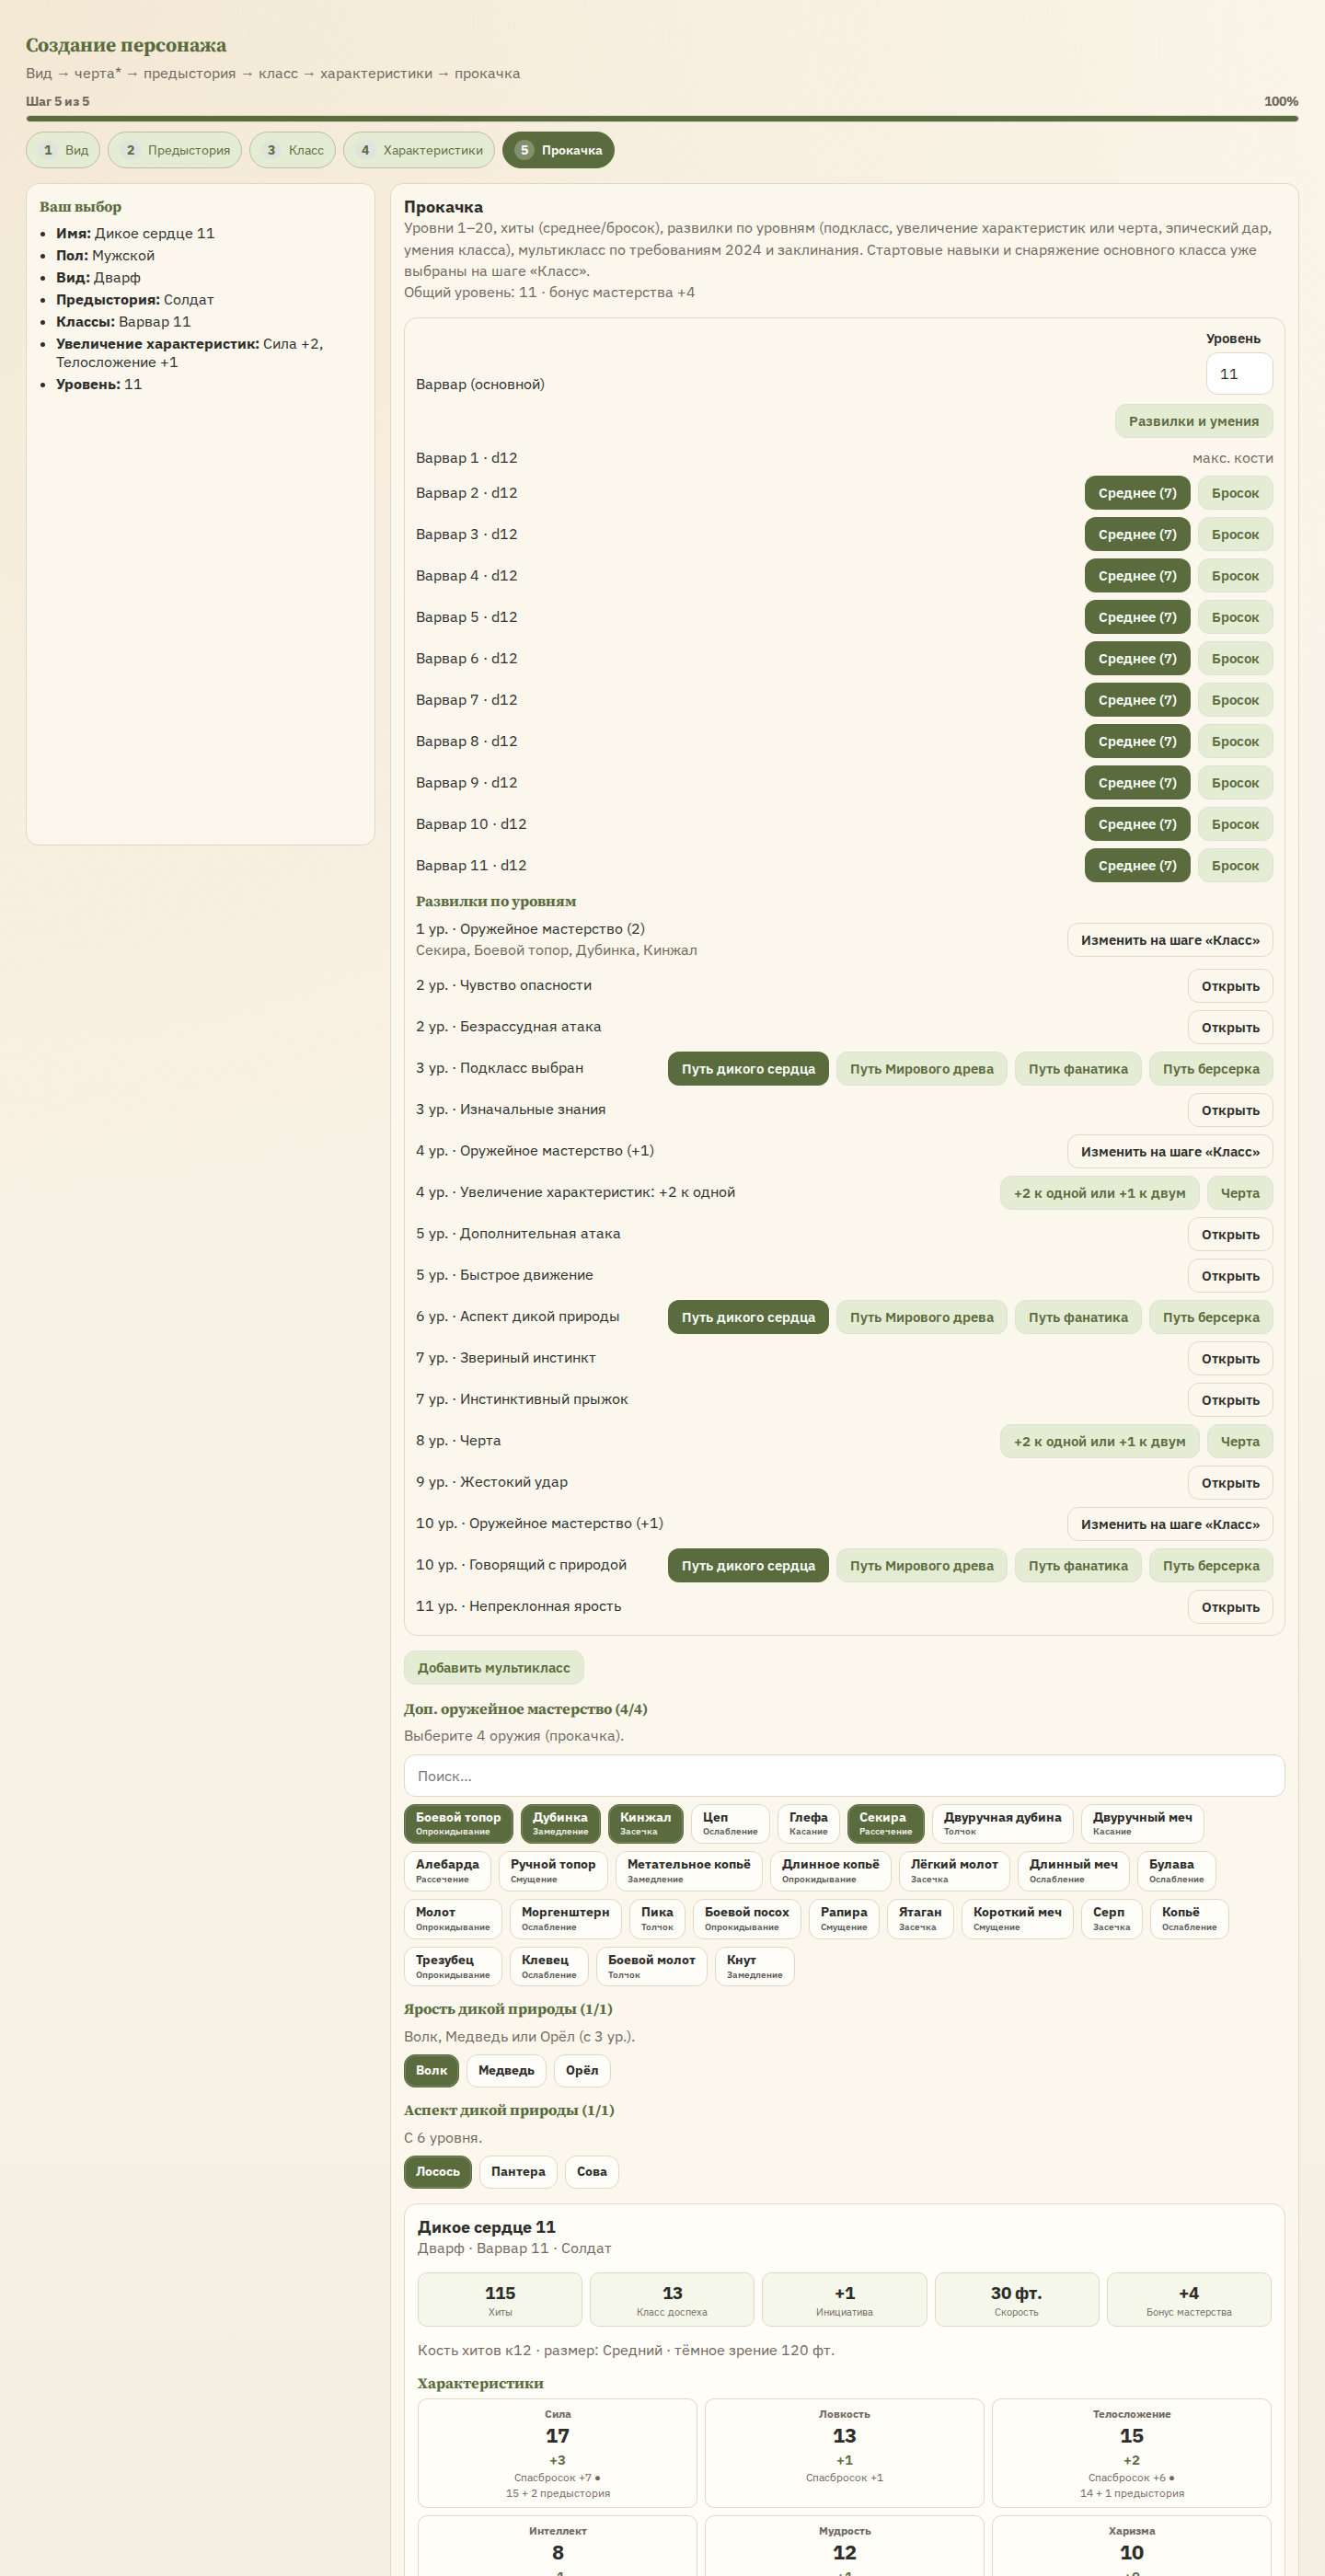 Создание персонажа
Вид → черта* → предыстория → класс → характеристики → прокачка
Шаг 5 из 5 100%
1 Вид 2 Предыстория 3 Класс 4 Характеристики 5 Прокачка
Ваш выбор
Имя: Дикое сердце 11
Пол: Мужской
Вид: Дварф
Предыстория: Солдат
Классы: Варвар 11
Увеличение характеристик: Сила +2,
Телосложение +1
Уровень: 11
Прокачка
Уровни 1–20, хиты (среднее/бросок), развилки по уровням (подкласс, увеличение характеристик или черта, эпический дар,
умения класса), мультикласс по требованиям 2024 и заклинания. Стартовые навыки и снаряжение основного класса уже
выбраны на шаге «Класс».
Общий уровень: 11 · бонус мастерства +4
Уровень
Варвар (основной) 11
Развилки и умения
Варвар 1 · d12 макс. кости
Варвар 2 · d12 Среднее (7) Бросок
Варвар 3 · d12 Среднее (7) Бросок
Варвар 4 · d12 Среднее (7) Бросок
Варвар 5 · d12 Среднее (7) Бросок
Варвар 6 · d12 Среднее (7) Бросок
Варвар 7 · d12 Среднее (7) Бросок
Варвар 8 · d12 Среднее (7) Бросок
Варвар 9 · d12 Среднее (7) Бросок
Варвар 10 · d12 Среднее (7) Бросок
Варвар 11 · d12 Среднее (7) Бросок
Развилки по уровням
1 ур. · Оружейное мастерство (2)
Секира, Боевой топор, Дубинка, Кинжал Изменить на шаге «Класс»
2 ур. · Чувство опасности Открыть
2 ур. · Безрассудная атака Открыть
3 ур. · Подкласс выбран Путь дикого сердца Путь Мирового древа Путь фанатика Путь берсерка
3 ур. · Изначальные знания Открыть
4 ур. · Оружейное мастерство (+1) Изменить на шаге «Класс»
4 ур. · Увеличение характеристик: +2 к одной +2 к одной или +1 к двум Черта
5 ур. · Дополнительная атака Открыть
5 ур. · Быстрое движение Открыть
6 ур. · Аспект дикой природы Путь дикого сердца Путь Мирового древа Путь фанатика Путь берсерка
7 ур. · Звериный инстинкт Открыть
7 ур. · Инстинктивный прыжок Открыть
8 ур. · Черта +2 к одной или +1 к двум Черта
9 ур. · Жестокий удар Открыть
10 ур. · Оружейное мастерство (+1) Изменить на шаге «Класс»
10 ур. · Говорящий с природой Путь дикого сердца Путь Мирового древа Путь фанатика Путь берсерка
11 ур. · Непреклонная ярость Открыть
Добавить мультикласс
Доп. оружейное мастерство (4/4)
Выберите 4 оружия (прокачка).
Поиск...
Боевой топор Дубинка Кинжал Цеп Глефа Секира Двуручная дубина Двуручный меч
Опрокидывание Замедление Засечка Ослабление Касание Рассечение Толчок Касание
Алебарда Ручной топор Метательное копьё Длинное копьё Лёгкий молот Длинный меч Булава
Рассечение Смущение Замедление Опрокидывание Засечка Ослабление Ослабление
Молот Моргенштерн Пика Боевой посох Рапира Ятаган Короткий меч Серп Копьё
Опрокидывание Ослабление Толчок Опрокидывание Смущение Засечка Смущение Засечка Ослабление
Трезубец Клевец Боевой молот Кнут
Опрокидывание Ослабление Толчок Замедление
Ярость дикой природы (1/1)
Волк, Медведь или Орёл (с 3 ур.).
Волк Медведь Орёл
Аспект дикой природы (1/1)
С 6 уровня.
Лосось Пантера Сова
Дикое сердце 11
Дварф · Варвар 11 · Солдат
115 13 +1 30 фт. +4
Хиты Класс доспеха Инициатива Скорость Бонус мастерства
Кость хитов к12 · размер: Средний · тёмное зрение 120 фт.
Характеристики
Сила Ловкость Телосложение
17 13 15
+3 +1 +2
Спасбросок +7 ● Спасбросок +1 Спасбросок +6 ●
15 + 2 предыстория 14 + 1 предыстория
Интеллект Мудрость Харизма
8 12 10